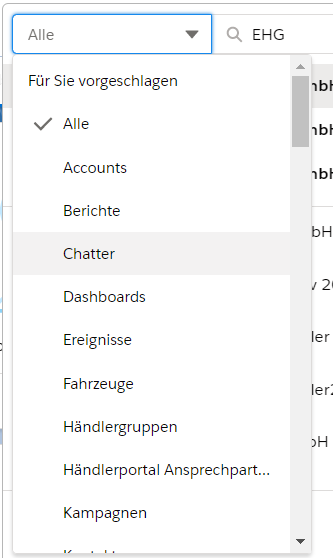 Alle
EHG
Für Sie vorgeschlagen
Alle
Accounts
Berichte
Chatter
Dashboards
Ereignisse
Fahrzeuge
Händlergruppen
Händlerportal Ansprechpart...
Kampagnen